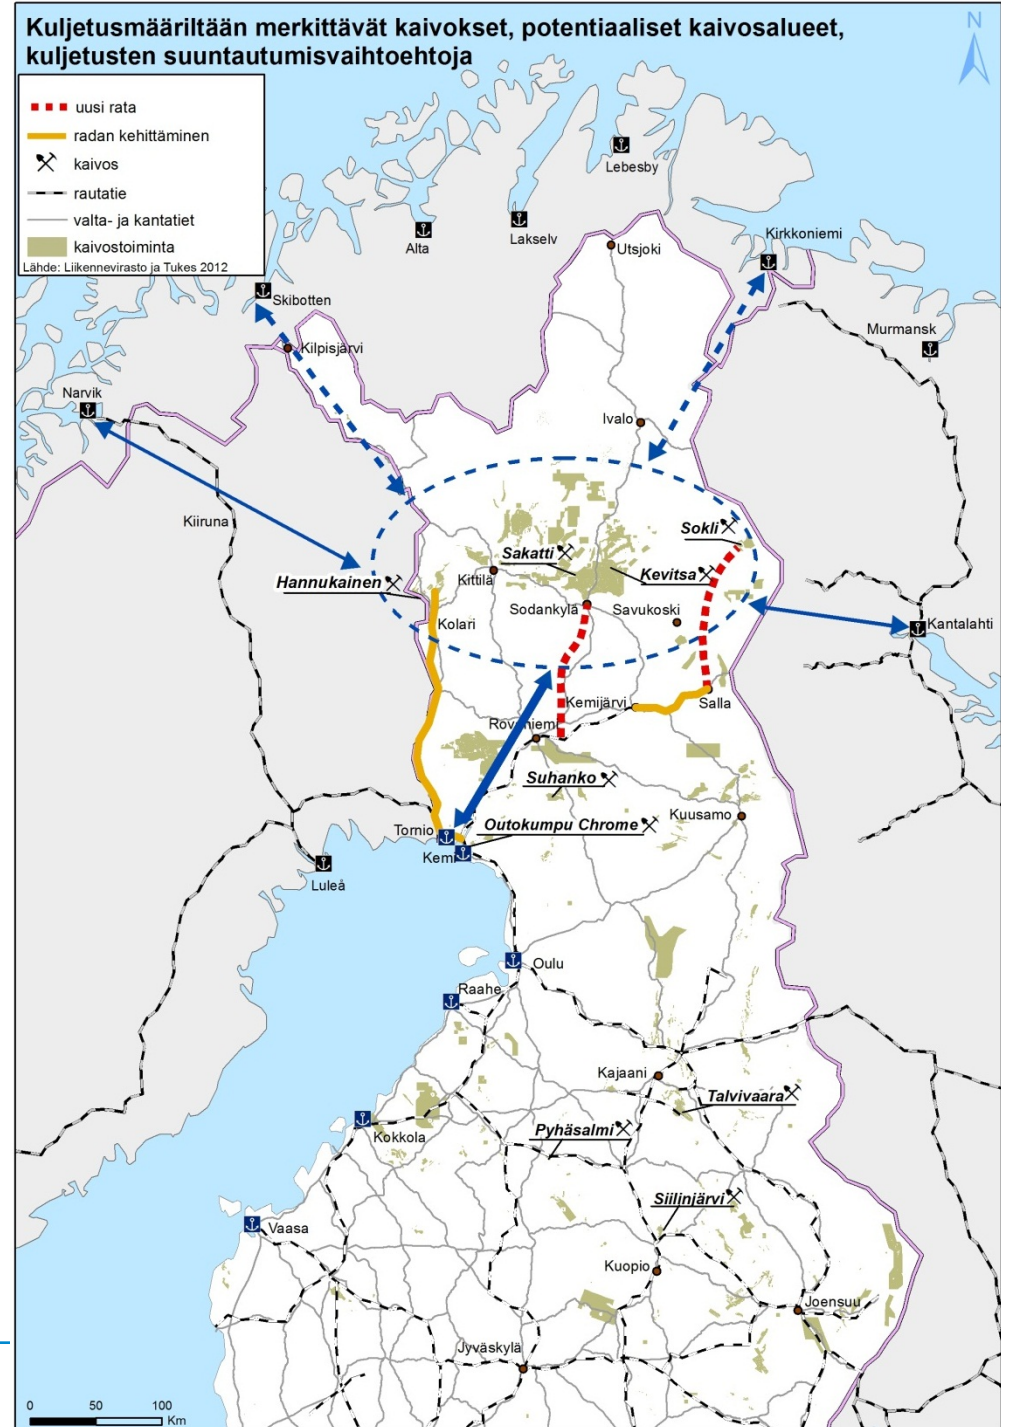 Kuljetusmääriltään merkittävät kaivokset, potentiaaliset kaivosalueet,
kuljetusten suuntautumisvaihtoehtoja
N
uusi rata
radan kehittäminen
kaivos
rautatie
valta- ja kantatiet
kaivostoiminta
Lähde: Liikennevirasto ja Tukes 2012
Lebesby
Alta
Lakselv
Utsjoki
Kirkkoniemi
Skibotten
Murmansk
Kilpisjärvi
Narvik
Ivalo
Kiiruna
Sokli
Sakatti
Kevitsa
Hannukainen
Kittilä
Sodankylä
Savukoski
Kolari
Kantalahti
Kemijärvi
Salla
Rovaniemi
Suhanko
Outokumpu Chrome
Kuusamo
Tornio
Kemi
Luleå
Oulu
Raahe
Kajaani
Talvivaara
Kokkola
Pyhäsalmi
Siilinjärvi
Vaasa
Kuopio
Joensuu
Jyväskylä
0 50 100
Km